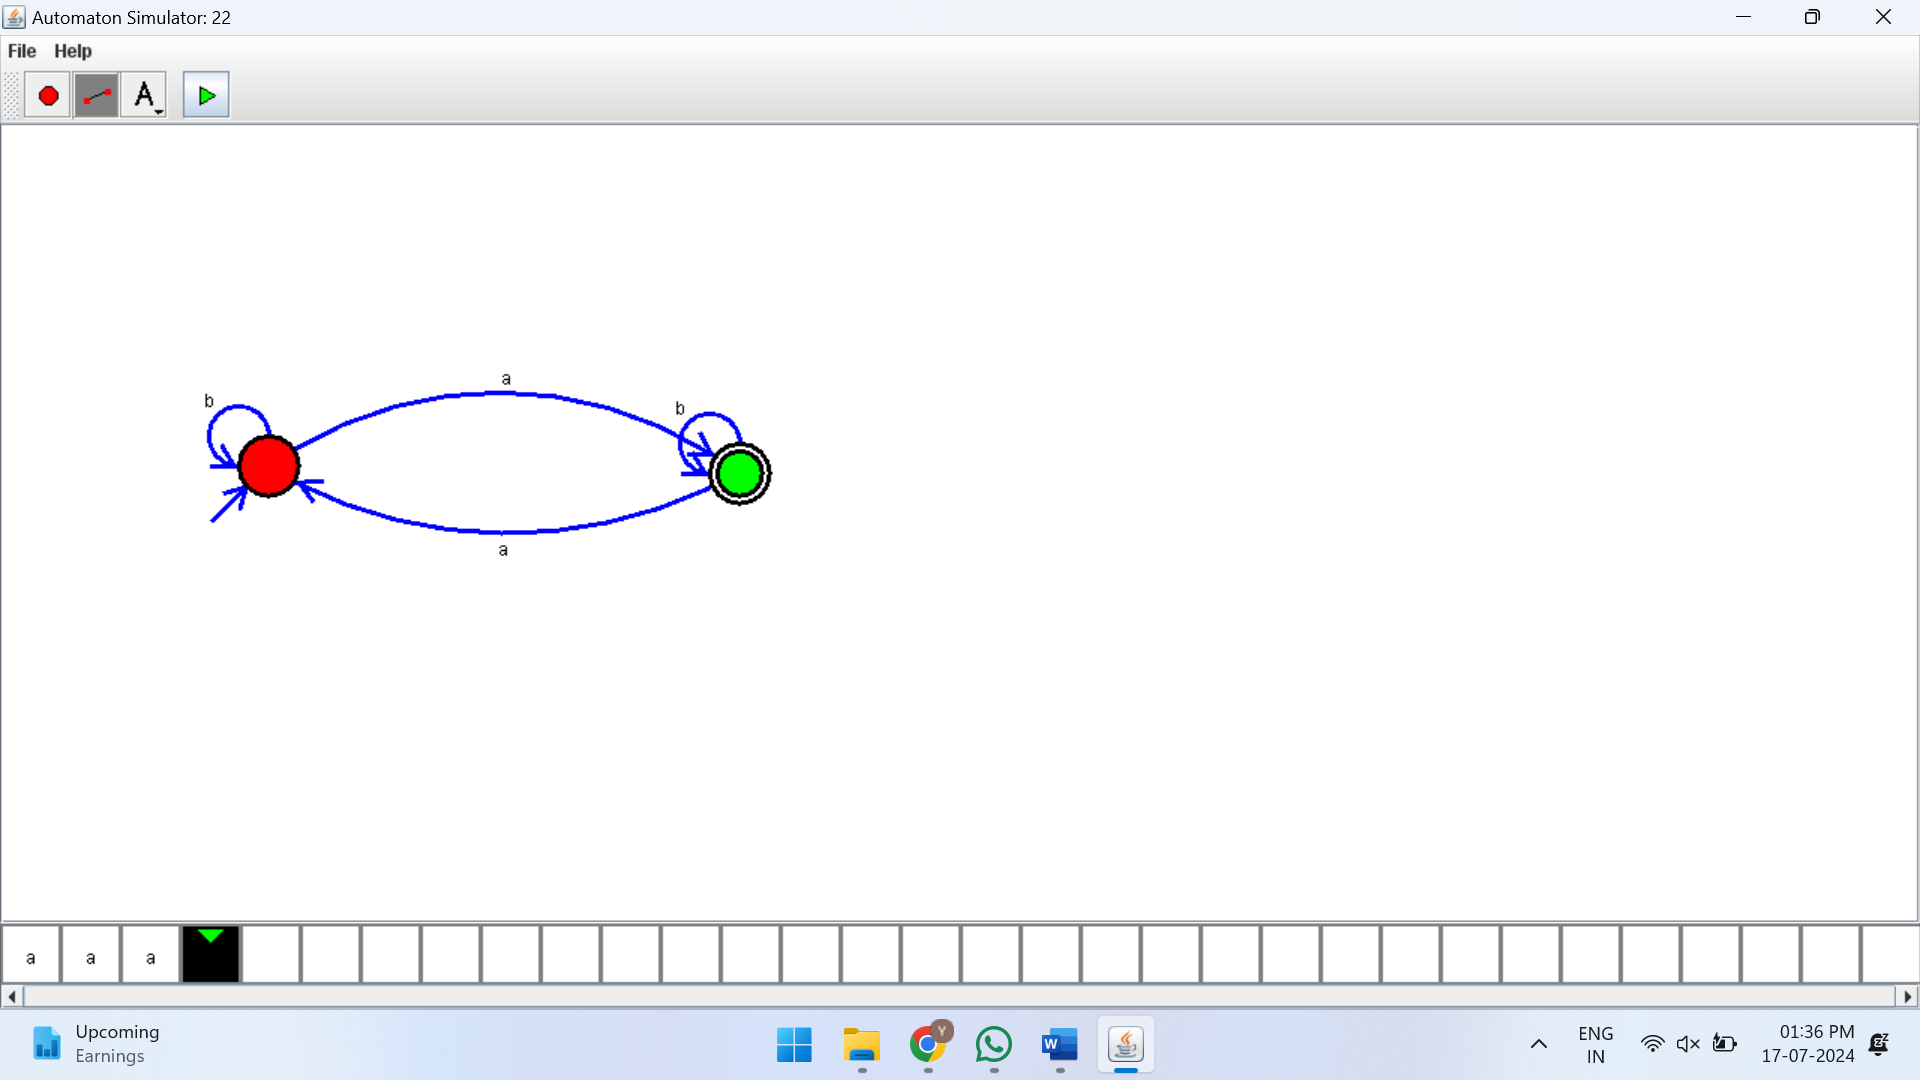 Automaton Simulator: 22
File Help
A
a
b
b
a
a a a
Upcoming
Earnings
Y
W
ENG
IN
01:36 PM
17-07-2024